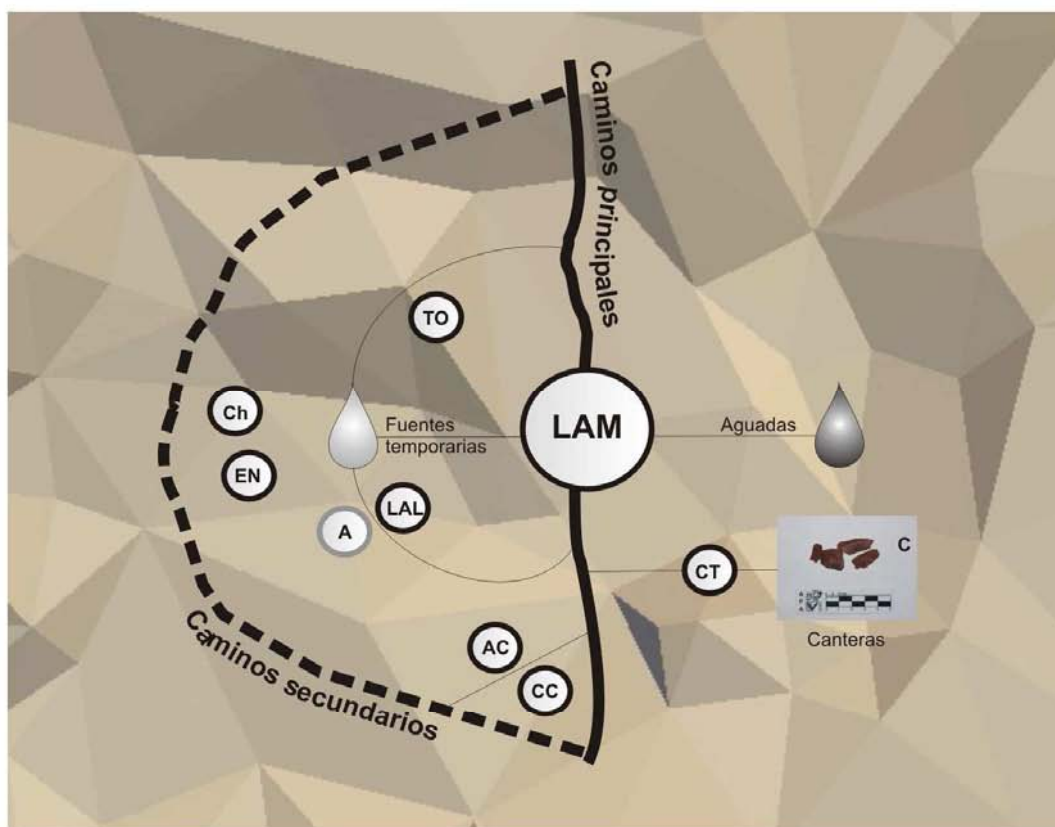 Caminos principales
TO
Ch
Fuentes
temporarias
LAM
Aguadas
EN
LAL
A
CT
C
Canteras
AC
CC
Caminos secundarios